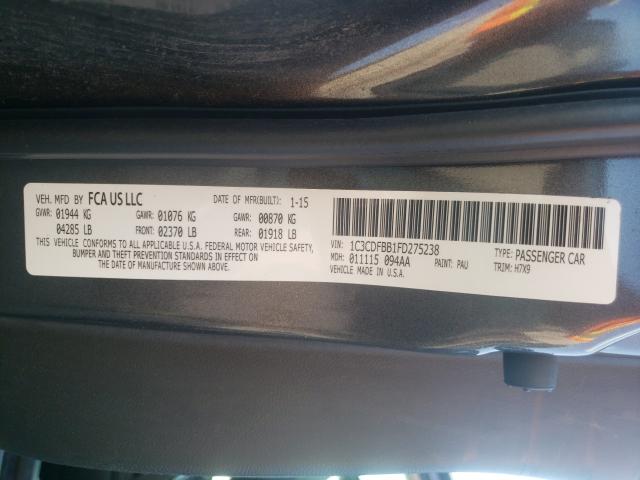 VEH. MFD BY FCA US LLC DATE OF MFR(BUILT): 1-15
GVWR: 01944 KG GAWR: 01076 KG GAWR: 00870 KG
04285 LB FRONT: 02370 LB REAR: 01918 LB
THIS VEHICLE CONFORMS TO ALL APPLICABLE U.S.A. FEDERAL MOTOR VEHICLE SAFETY,
BUMPER AND THEFT PREVENTION STANDARDS IN EFFECT ON
THE DATE OF MANUFACTURE SHOWN ABOVE.
VIN: 1C3CDFBB1FD275238 TYPE: PASSENGER CAR
MDH: 011115 094AA PAINT: PAU TRIM: H7X9
VEHICLE MADE IN U.S.A.